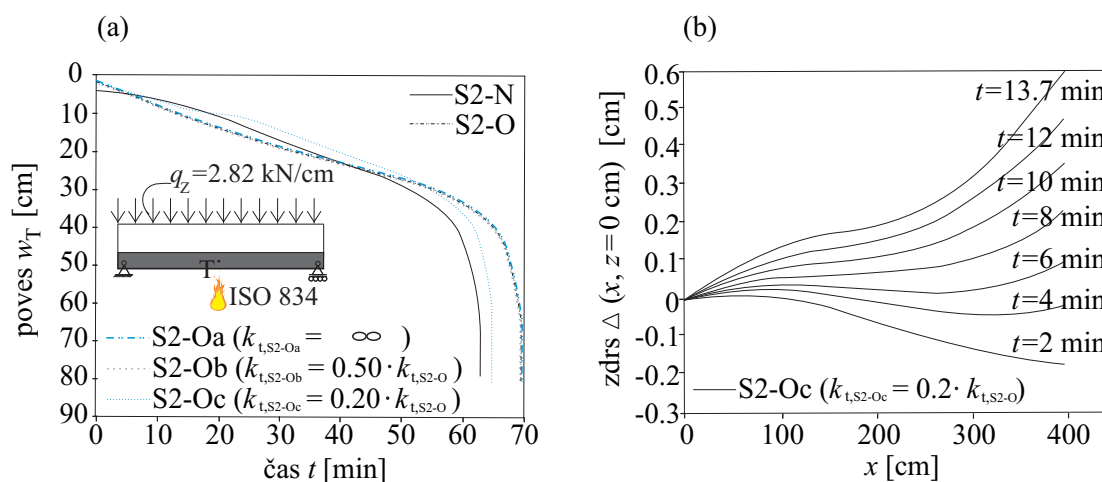 (a)
0
10
20
30
40
50
60
70
80
90
poves w_T [cm]
S2-N
S2-O
q_Z=2.82 kN/cm
T
ISO 834
S2-Oa (k_t,S2-Oa = ∞ )
S2-Ob (k_t,S2-Ob = 0.50 · k_t,S2-O)
S2-Oc (k_t,S2-Oc = 0.20 · k_t,S2-O)
0 10 20 30 40 50 60 70
čas t [min]
(b)
0.6
0.5
0.4
0.3
0.2
0.1
0
-0.1
-0.2
-0.3
zdrs Δ (x, z=0 cm) [cm]
t=13.7 min
t=12 min
t=10 min
t=8 min
t=6 min
t=4 min
t=2 min
S2-Oc (k_t,S2-Oc = 0.2 · k_t,S2-O)
0 100 200 300 400
x [cm]